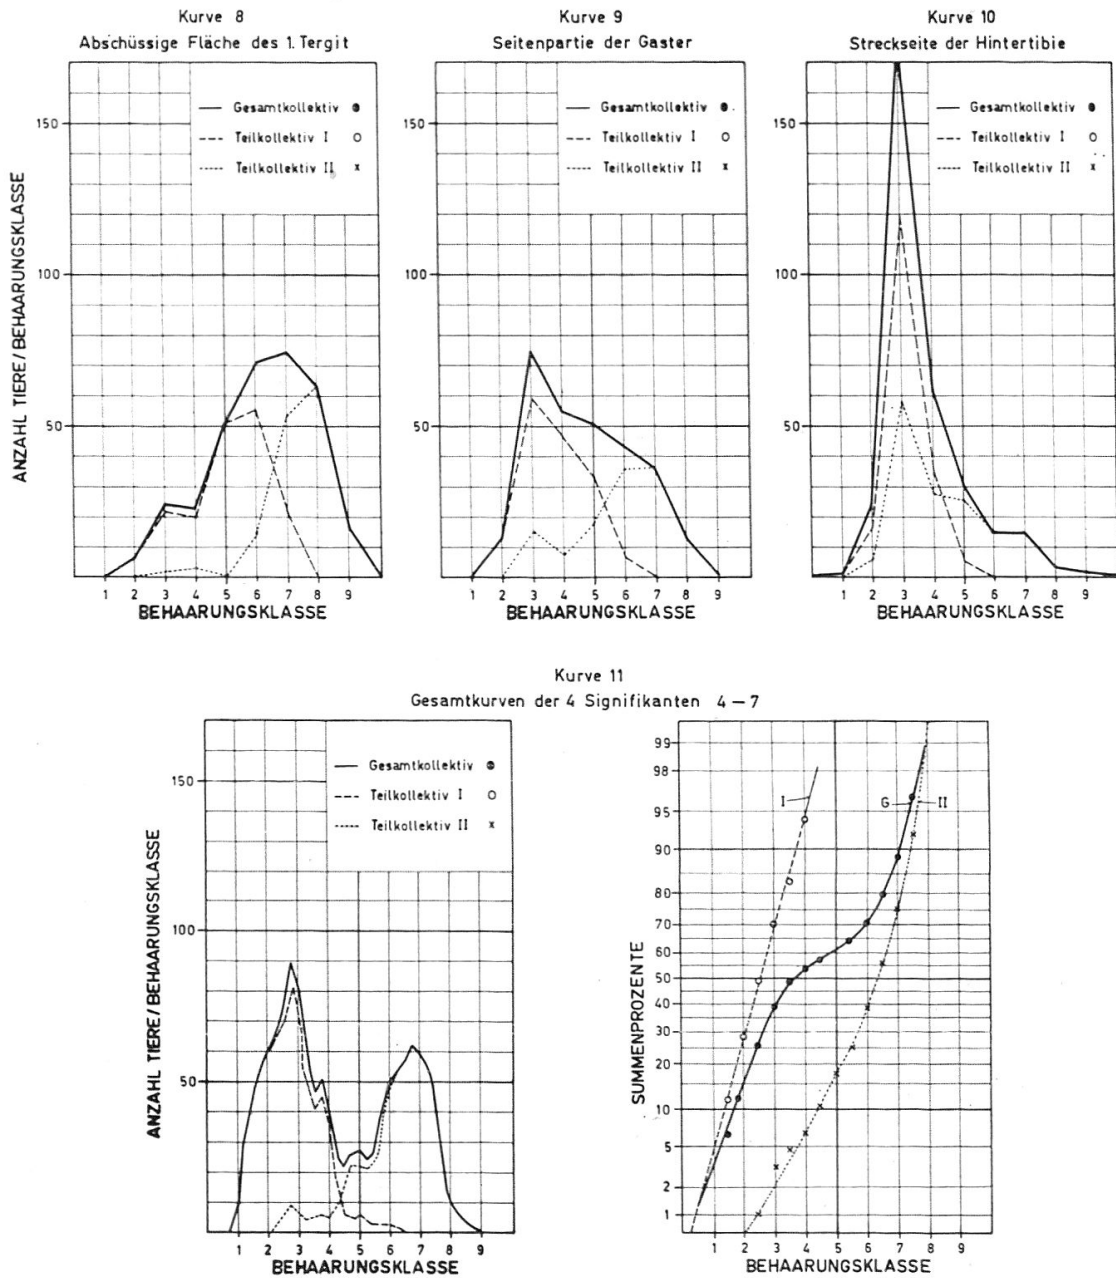 Kurve 8
Abschüssige Fläche des 1. Tergit
ANZAHL TIERE/BEHAARUNGSKLASSE
150
100
50
Gesamtkollektiv
Teilkollektiv I
Teilkollektiv II
1 2 3 4 5 6 7 8 9
BEHAARUNGSKLASSE
Kurve 9
Seitenpartie der Gaster
150
100
50
Gesamtkollektiv
Teilkollektiv I
Teilkollektiv II
1 2 3 4 5 6 7 8 9
BEHAARUNGSKLASSE
Kurve 10
Streckseite der Hintertibie
150
100
50
Gesamtkollektiv
Teilkollektiv I
Teilkollektiv II
1 2 3 4 5 6 7 8 9
BEHAARUNGSKLASSE
Kurve 11
Gesamtkurven der 4 Signifikanten 4 – 7
ANZAHL TIERE/BEHAARUNGSKLASSE
150
100
50
Gesamtkollektiv
Teilkollektiv I
Teilkollektiv II
1 2 3 4 5 6 7 8 9
BEHAARUNGSKLASSE
SUMMENPROZENTE
99
98
95
90
80
70
60
50
40
30
20
10
5
2
1
I
G
II
1 2 3 4 5 6 7 8 9
BEHAARUNGSKLASSE